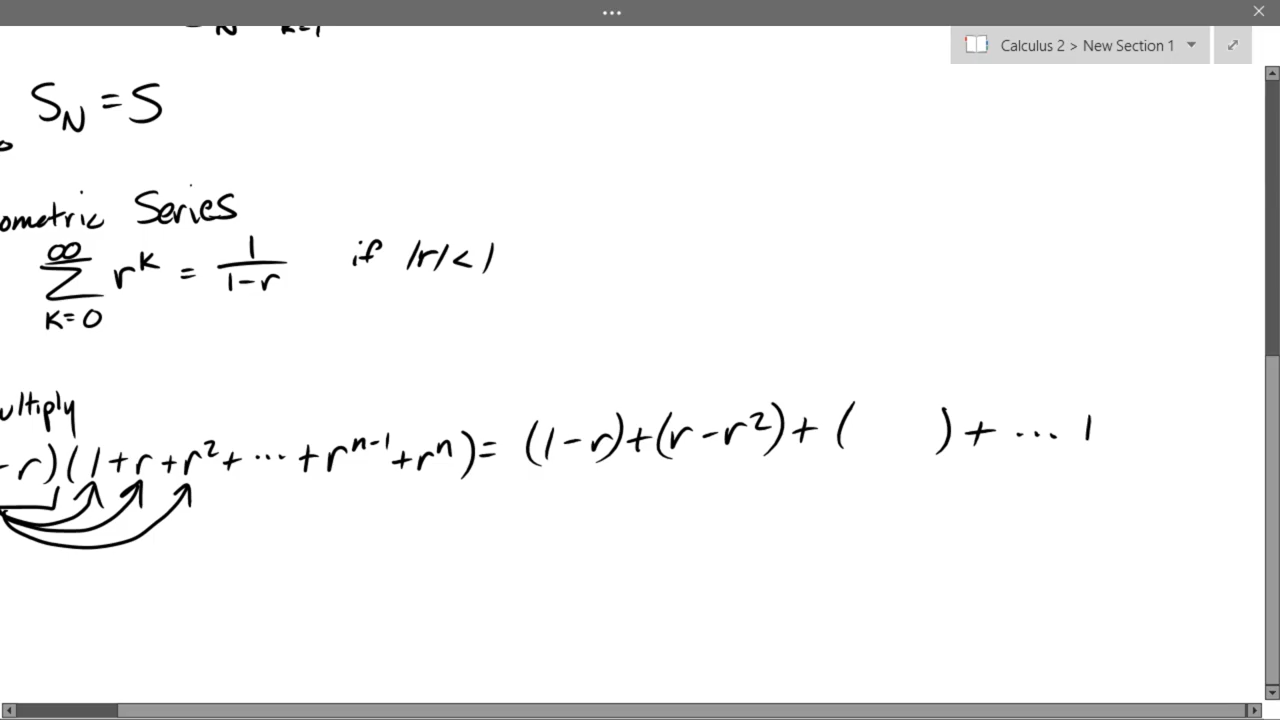 Calculus 2 > New Section 1
S_N = S
ometric Series
∞
∑ r^k = 1/(1-r) if |r| < 1
k=0
ultiply
-r)(1+r+r²+⋯+r^{n-1}+r^n) = (1-r)+(r-r²)+( )+⋯ 1